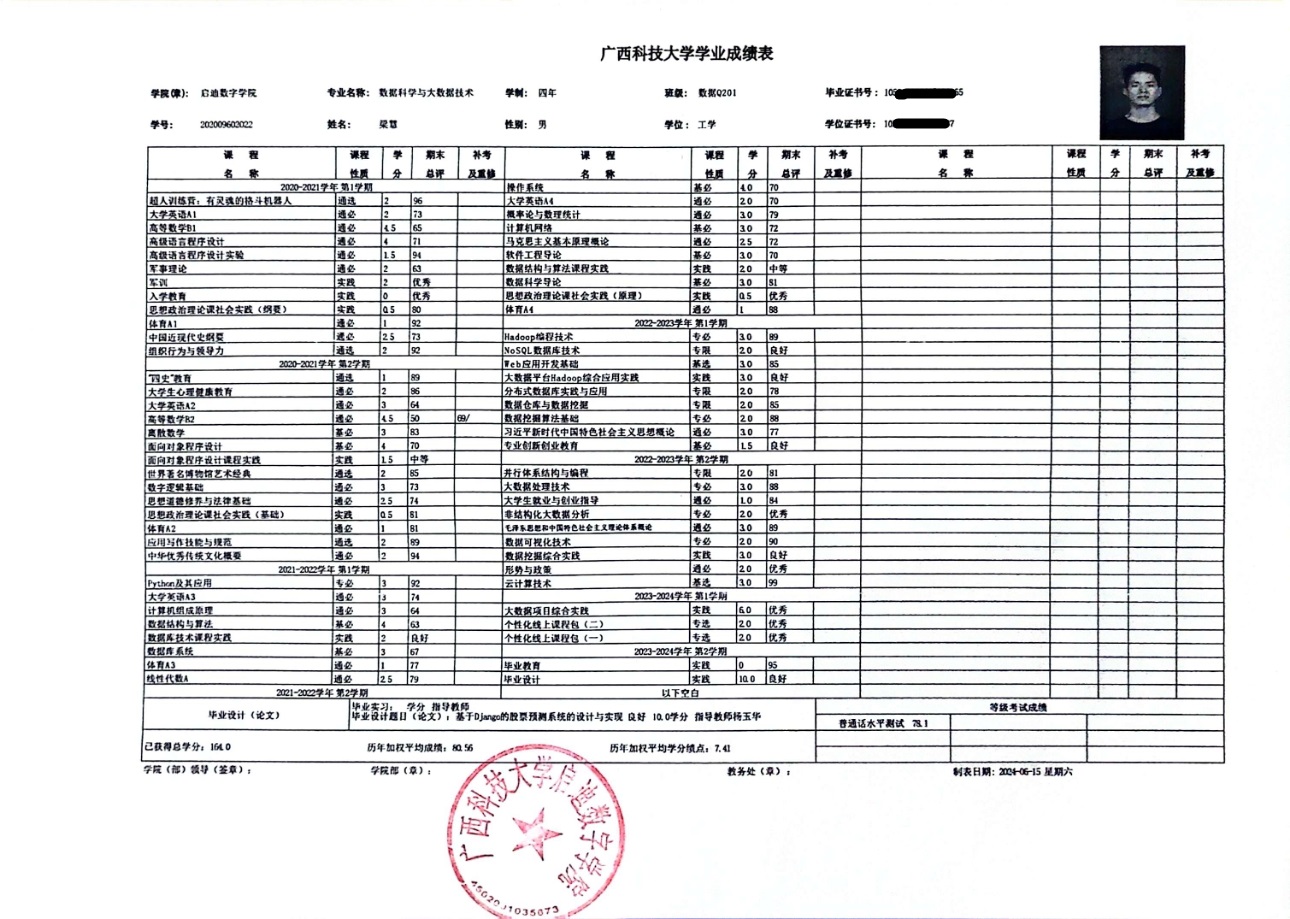 广西科技大学学业成绩表
学院(部): 启迪数字学院 专业名称: 数据科学与大数据技术 学制: 四年 班级: 数据Q201 毕业证书号:
学号: 202009602022 姓名: 梁慧 性别: 男 学位: 工学 学位证书号:
课程名称 课程性质 学分 期末总评 补考及重修 课程名称 课程性质 学分 期末总评 补考及重修 课程名称 课程性质 学分 期末总评 补考及重修
2020-2021学年 第1学期
超人训练营: 有灵魂的格斗机器人 通选 2 96
大学英语A1 通必 2 73
高等数学B1 通必 4.5 65
高级语言程序设计 通必 4 71
高级语言程序设计实验 通必 1.5 94
军事理论 通必 2 63
军训 实践 2 优秀
入学教育 实践 0 优秀
思想政治理论课社会实践(纲要) 实践 0.5 80
体育A1 通必 1 92
中国近现代史纲要 通必 2.5 73
组织行为与领导力 通选 2 92
2020-2021学年 第2学期
"四史"教育 通选 1 89
大学生心理健康教育 通必 2 86
大学英语A2 通必 3 64
高等数学B2 通必 4.5 50 69/
离散数学 基必 3 83
面向对象程序设计 基必 4 70
面向对象程序设计课程实践 实践 1.5 中等
世界著名博物馆艺术经典 通选 2 85
数字逻辑基础 通必 3 73
思想道德修养与法律基础 通必 2.5 74
思想政治理论课社会实践(基础) 实践 0.5 81
体育A2 通必 1 81
应用写作技能与规范 通选 2 89
中华优秀传统文化概要 通必 2 94
2021-2022学年 第1学期
Python及其应用 专必 3 92
大学英语A3 通必 3 74
计算机组成原理 通必 3 64
数据结构与算法 基必 4 63
数据库技术课程实践 实践 2 良好
数据库系统 基必 3 67
体育A3 通必 1 77
线性代数A 通必 2.5 79
2021-2022学年 第2学期
操作系统 基必 4.0 70
大学英语A4 通必 2.0 70
概率论与数理统计 通必 3.0 79
计算机网络 基必 3.0 72
马克思主义基本原理概论 通必 2.5 72
软件工程导论 基必 3.0 70
数据结构与算法课程实践 实践 2.0 中等
数据科学导论 基必 3.0 81
思想政治理论课社会实践(原理) 实践 0.5 优秀
体育A4 通必 1 88
2022-2023学年 第1学期
Hadoop编程技术 专必 3.0 89
NoSQL数据库技术 专限 2.0 良好
Web应用开发基础 基选 3.0 85
大数据平台Hadoop综合应用实践 实践 3.0 良好
分布式数据库实践与应用 专限 2.0 78
数据仓库与数据挖掘 专限 2.0 85
数据挖掘算法基础 专必 2.0 88
习近平新时代中国特色社会主义思想概论 通必 3.0 77
专业创新创业教育 基必 1.5 良好
2022-2023学年 第2学期
并行体系结构与编程 专限 2.0 81
大数据处理技术 专必 3.0 88
大学生就业与创业指导 通必 1.0 84
非结构化大数据分析 专必 2.0 优秀
毛泽东思想和中国特色社会主义理论体系概论 通必 3.0 89
数据可视化技术 专必 2.0 90
数据挖掘综合实践 实践 3.0 良好
形势与政策 通必 2.0 优秀
云计算技术 基选 3.0 99
2023-2024学年 第1学期
大数据项目综合实践 实践 6.0 优秀
个性化线上课程包(二) 专选 2.0 优秀
个性化线上课程包(一) 专选 2.0 优秀
2023-2024学年 第2学期
毕业教育 实践 0 95
毕业设计 实践 10.0 良好
以下空白
毕业设计(论文)
毕业实习: 学分 指导教师
毕业设计题目(论文): 基于Django的股票预测系统的设计与实现 良好 10.0学分 指导教师杨玉华
等级考试成绩
普通话水平测试 78.1
已获得总学分: 164.0 历年加权平均成绩: 80.56 历年加权平均学分绩点: 7.41
学院(部)领导(签章): 学院部(章): 教务处(章): 制表日期: 2024-06-15 星期六
广西科技大学启迪数字学院